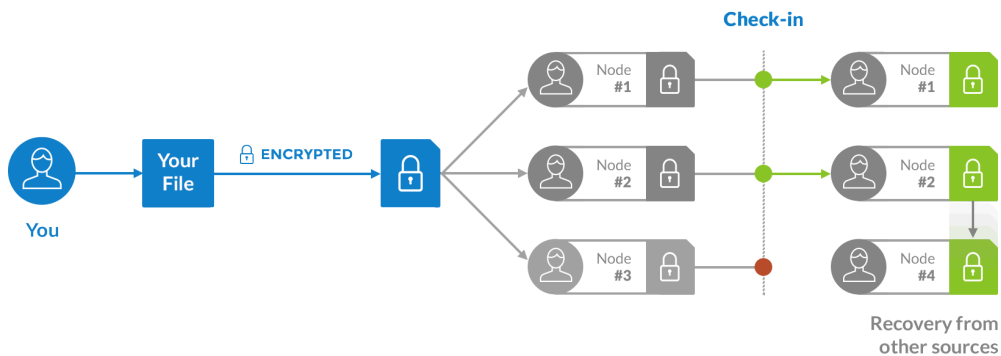 Check-in
Node
#1
Node
#1
Your
File
ENCRYPTED
Node
#2
Node
#2
You
Node
#3
Node
#4
Recovery from
other sources